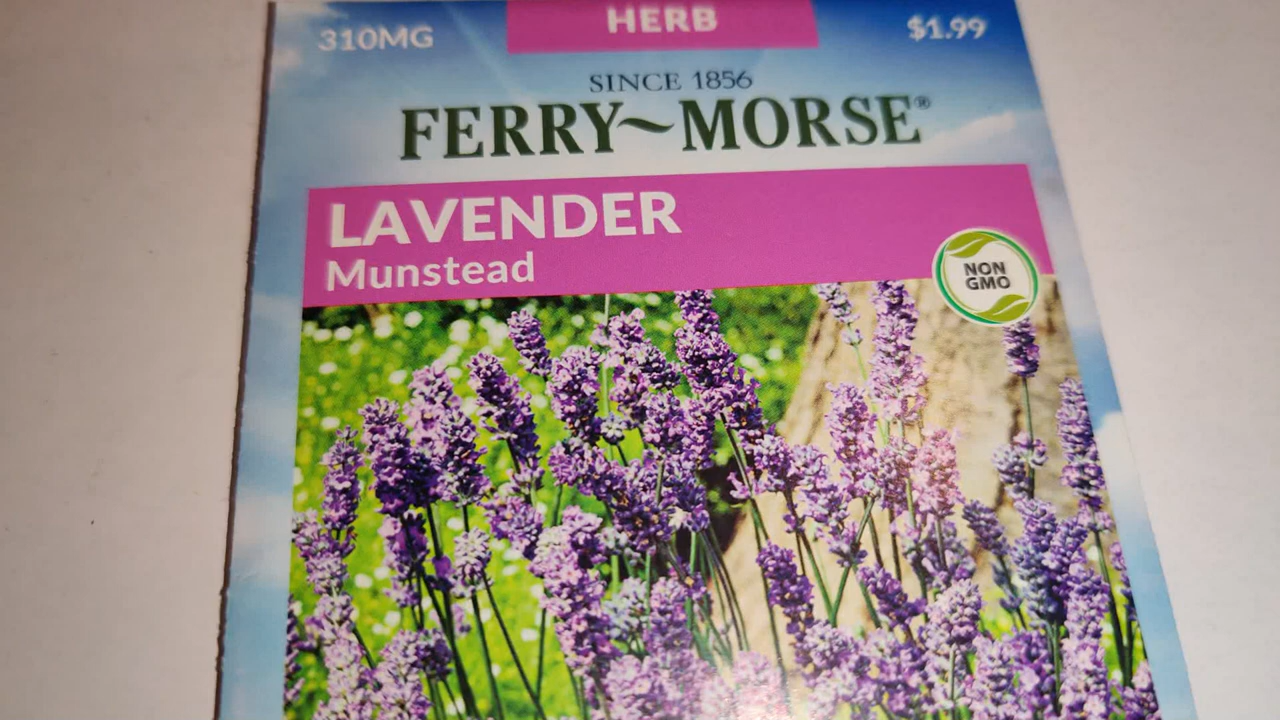 310MG
HERB
$1.99
SINCE 1856
FERRY~MORSE®
LAVENDER
Munstead
NON
GMO